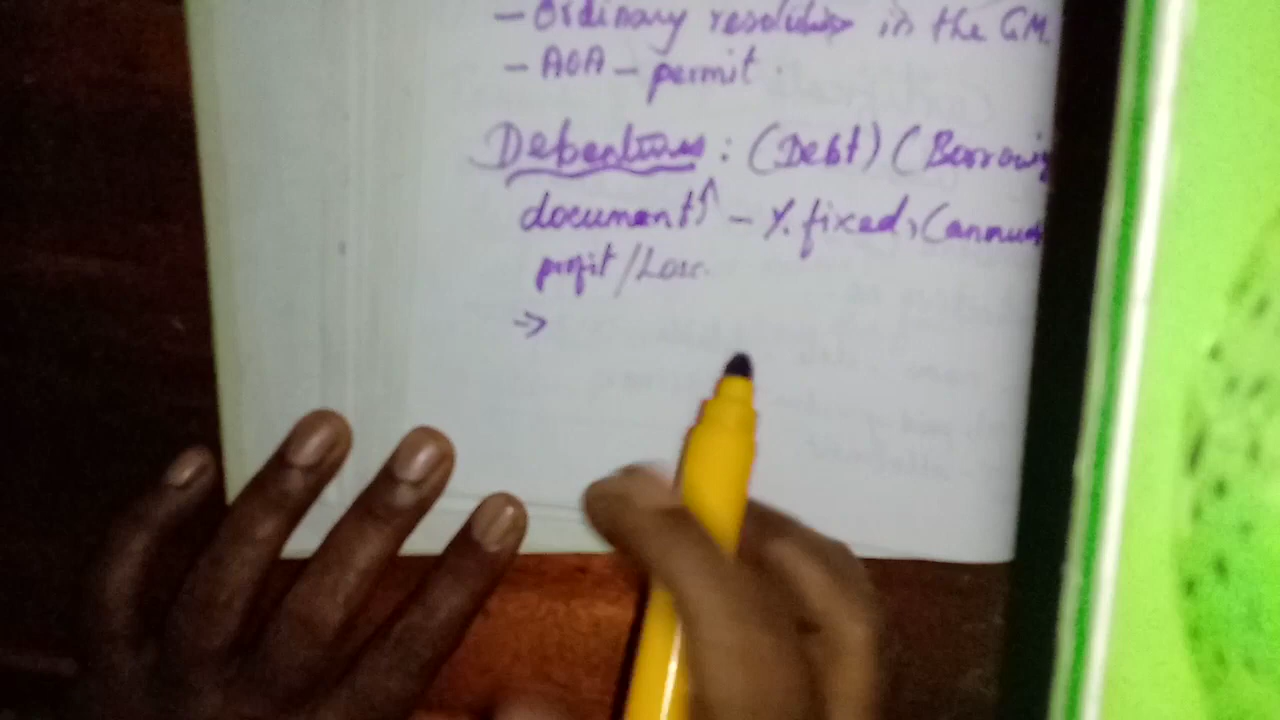 - Ordinary resolution in the GM.
- AOA - permit.
Debentures : (Debt) (Borrowing
document - %. fixed, (annual
profit/Loss.
→